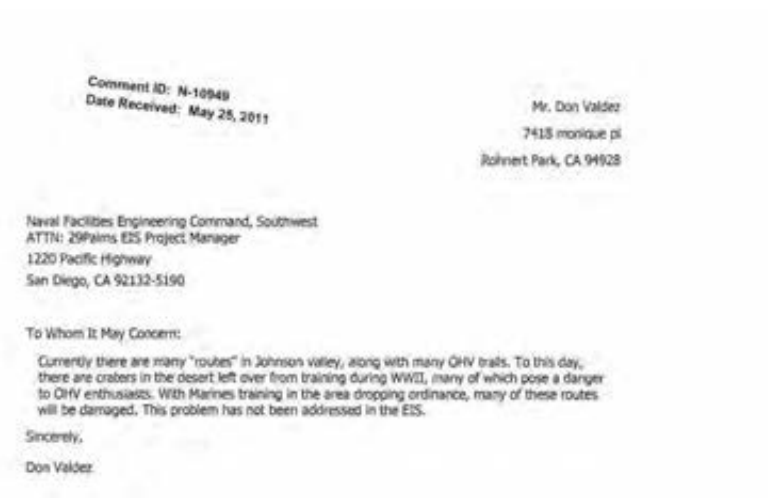 Comment ID: N-10949
Date Received: May 25, 2011
Mr. Don Valdez
7418 monique pl
Rohnert Park, CA 94928
Naval Facilities Engineering Command, Southwest
ATTN: 29Palms EIS Project Manager
1220 Pacific Highway
San Diego, CA 92132-5190
To Whom It May Concern:
Currently there are many "routes" in Johnson valley, along with many OHV trails. To this day,
there are craters in the desert left over from training during WWII, many of which pose a danger
to OHV enthusiasts. With Marines training in the area dropping ordinance, many of these routes
will be damaged. This problem has not been addressed in the EIS.
Sincerely,
Don Valdez